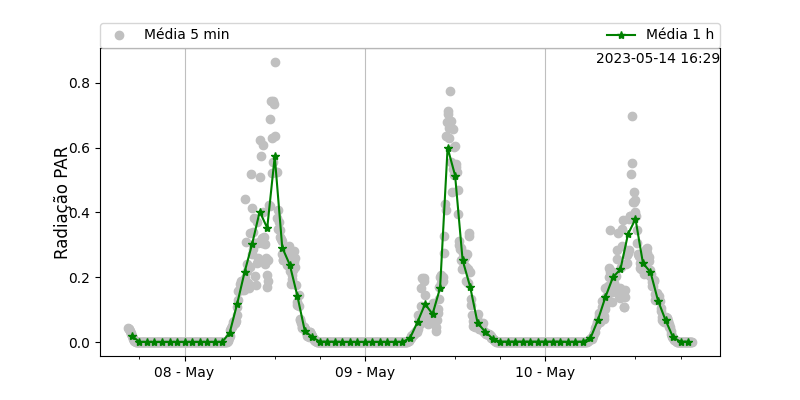 Média 5 min
Média 1 h
2023-05-14 16:29
Radiação PAR
0.8
0.6
0.4
0.2
0.0
08 - May
09 - May
10 - May